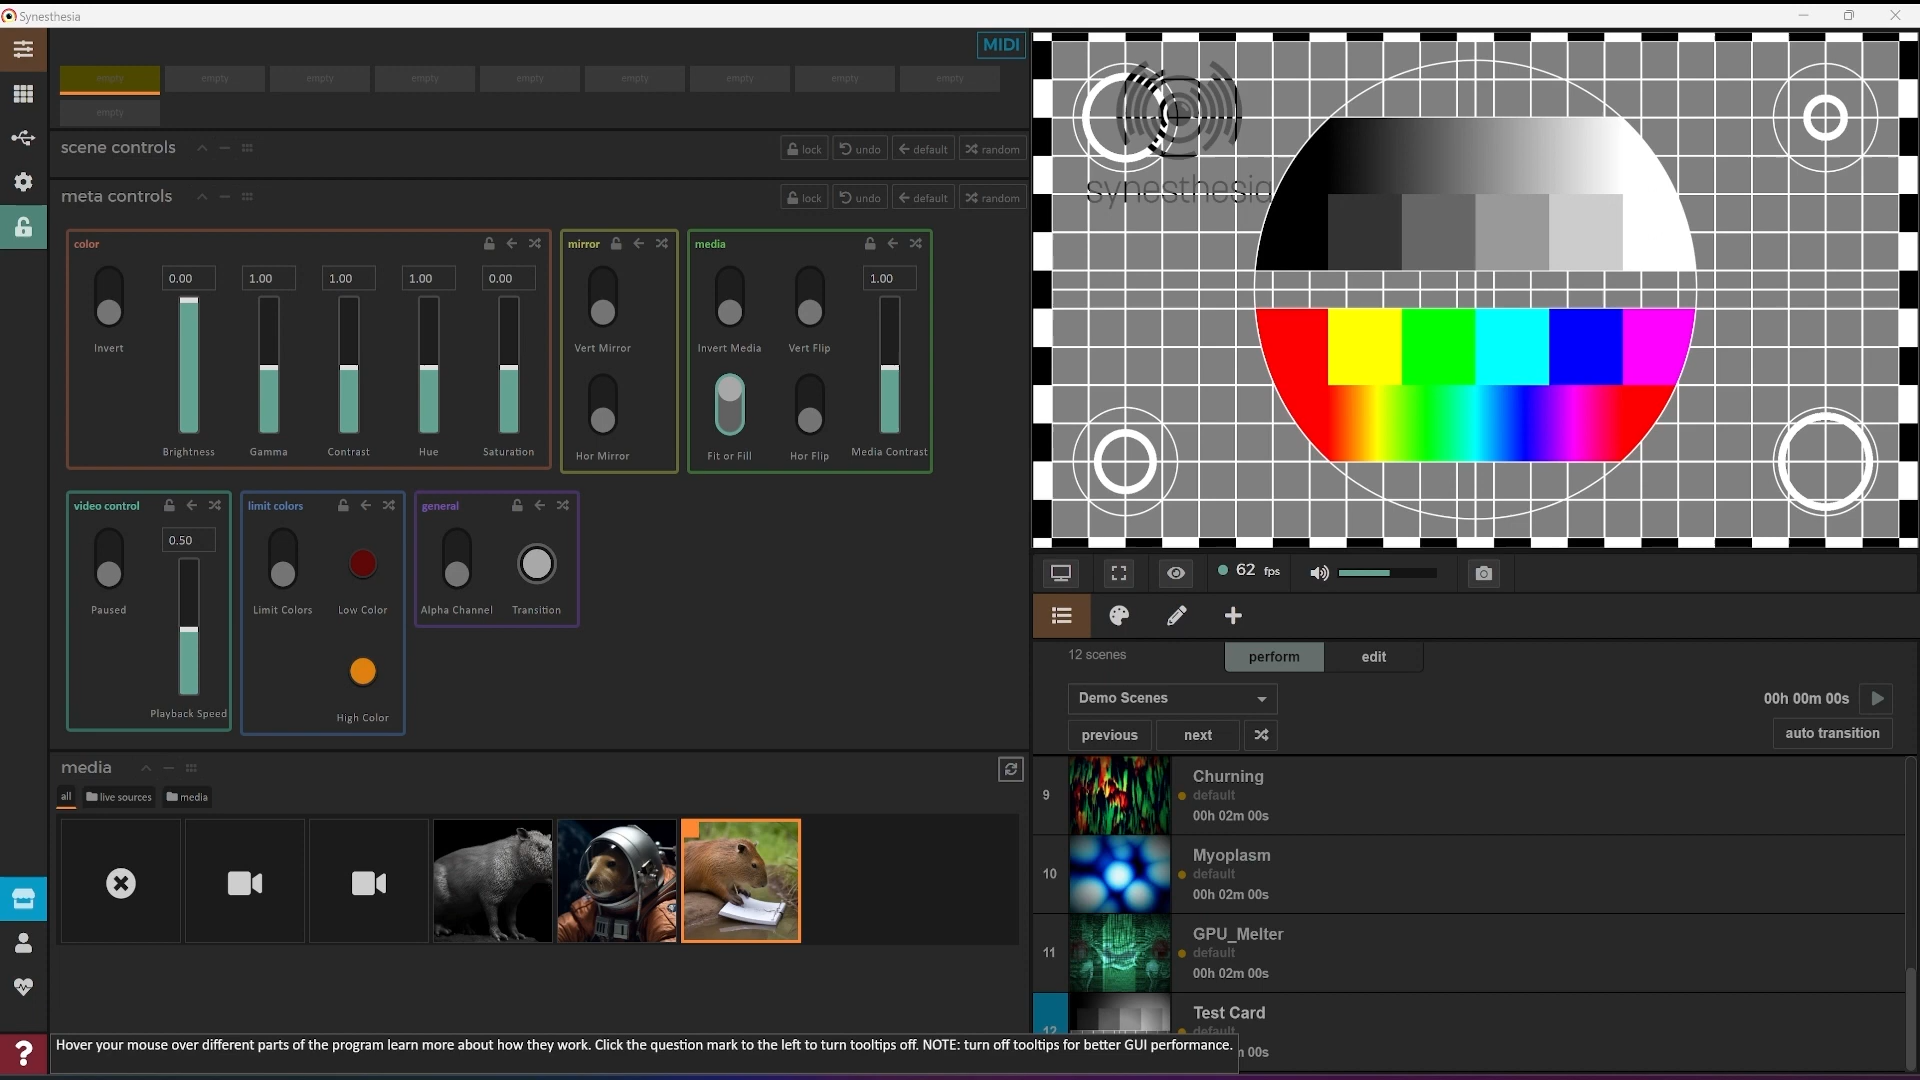 Synesthesia
MIDI
empty empty empty empty empty empty empty empty empty
empty
scene controls lock undo default random
meta controls lock undo default random
color mirror media
0.00 1.00 1.00 1.00 0.00 1.00
Invert Vert Mirror Invert Media Vert Flip
Brightness Gamma Contrast Hue Saturation Hor Mirror Fit or Fill Hor Flip Media Contrast
video control limit colors general
0.50
Paused Limit Colors Low Color Alpha Channel Transition
Playback Speed High Color
media
all live sources media
Hover your mouse over different parts of the program learn more about how they work. Click the question mark to the left to turn tooltips off. NOTE: turn off tooltips for better GUI performance.
?
synesthesia
62 fps
12 scenes perform edit
Demo Scenes 00h 00m 00s
previous next auto transition
9 Churning
default
00h 02m 00s
10 Myoplasm
default
00h 02m 00s
11 GPU_Melter
default
00h 02m 00s
12 Test Card
default
00s